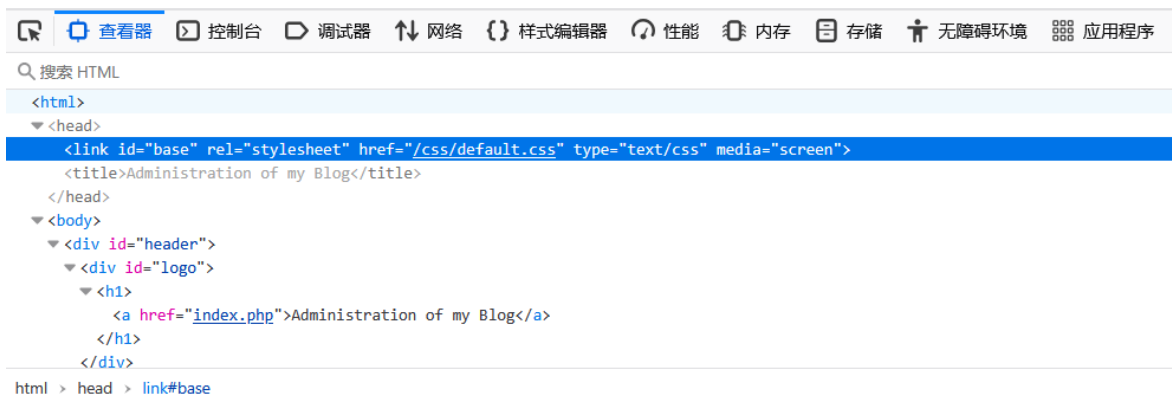 查看器 控制台 调试器 网络 {} 样式编辑器 性能 内存 存储 无障碍环境 应用程序
搜索 HTML
<html>
<head>
<link id="base" rel="stylesheet" href="/css/default.css" type="text/css" media="screen">
<title>Administration of my Blog</title>
</head>
<body>
<div id="header">
<div id="logo">
<h1>
<a href="index.php">Administration of my Blog</a>
</h1>
</div>
html > head > link#base